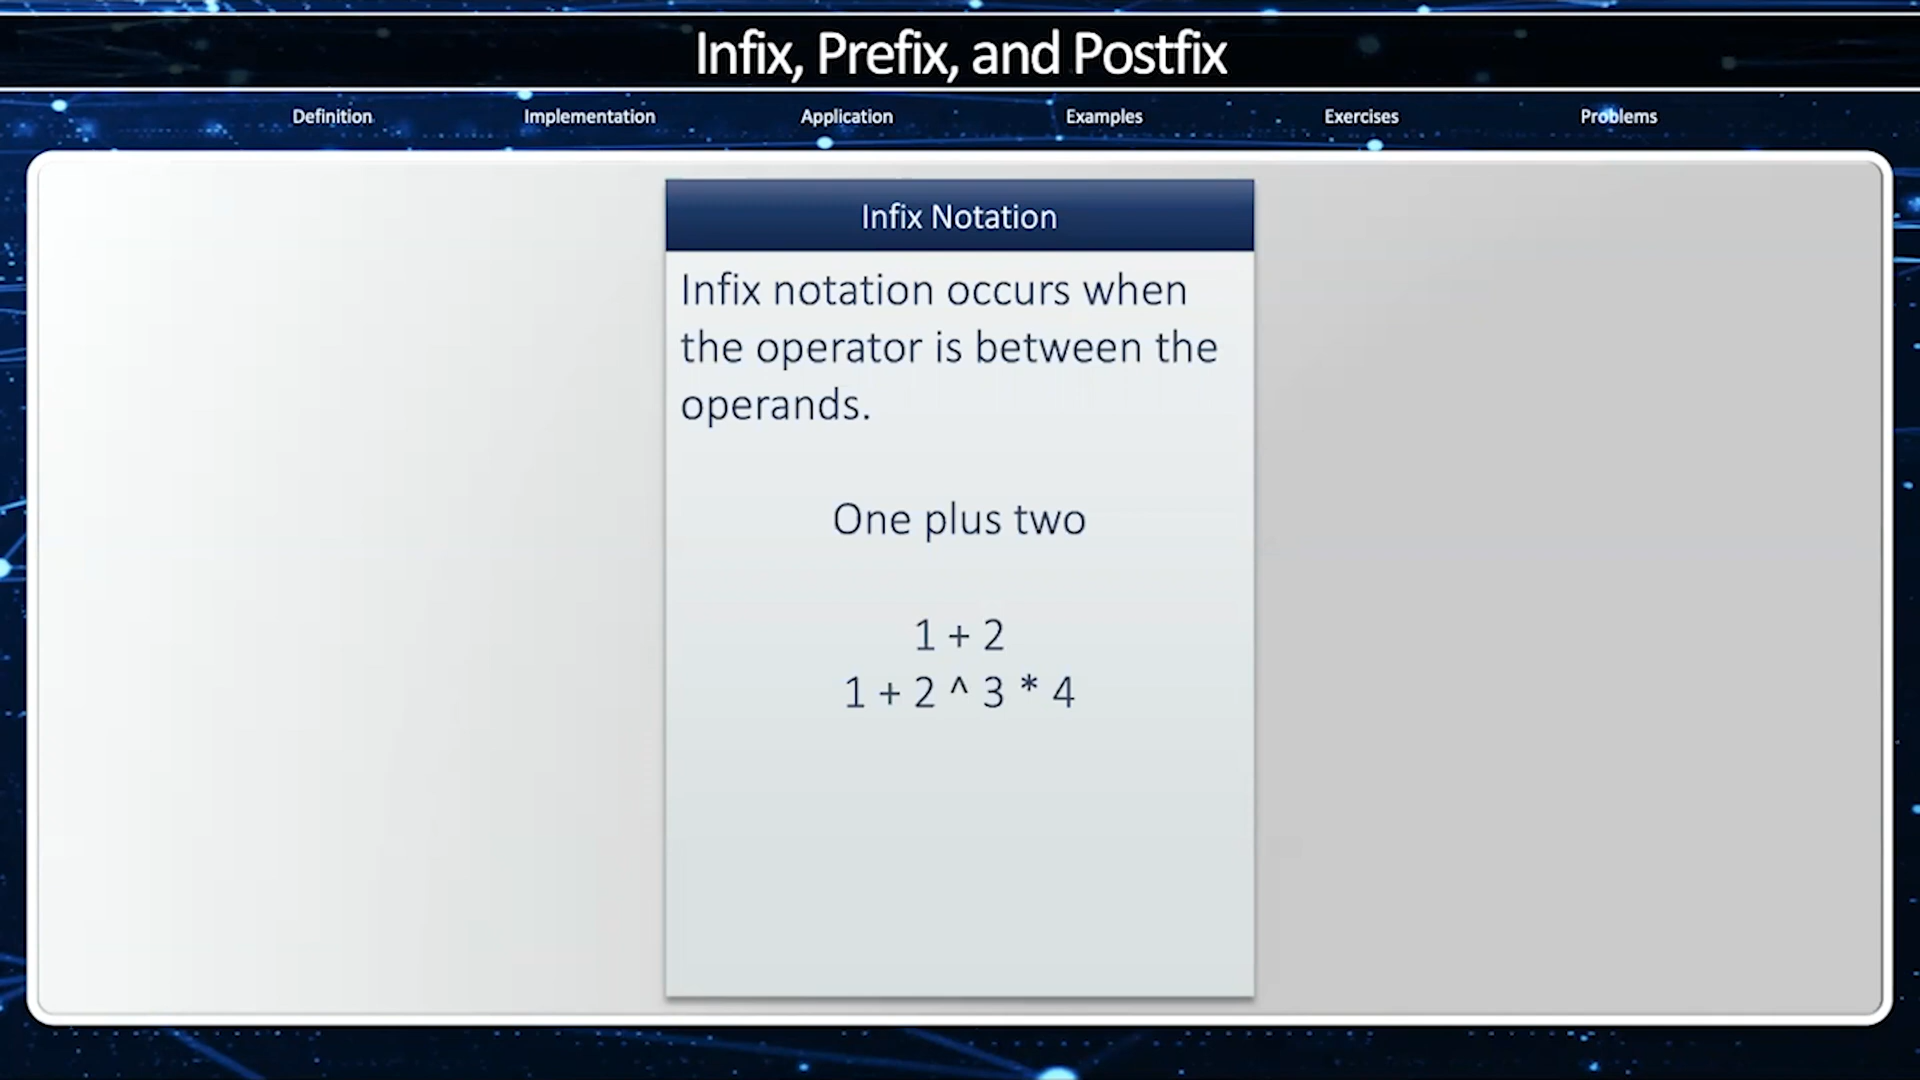 Infix, Prefix, and Postfix
Definition
Implementation
Application
Examples
Exercises
Problems
Infix Notation
Infix notation occurs when
the operator is between the
operands.
One plus two
1 + 2
1 + 2 ^ 3 * 4